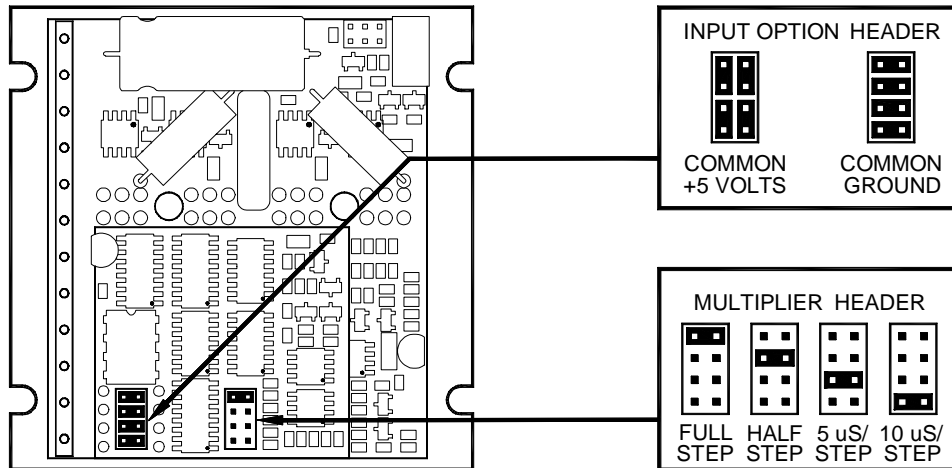 INPUT OPTION HEADER
COMMON
+5 VOLTS
COMMON
GROUND
MULTIPLIER HEADER
FULL
STEP
HALF
STEP
5 uS/
STEP
10 uS/
STEP